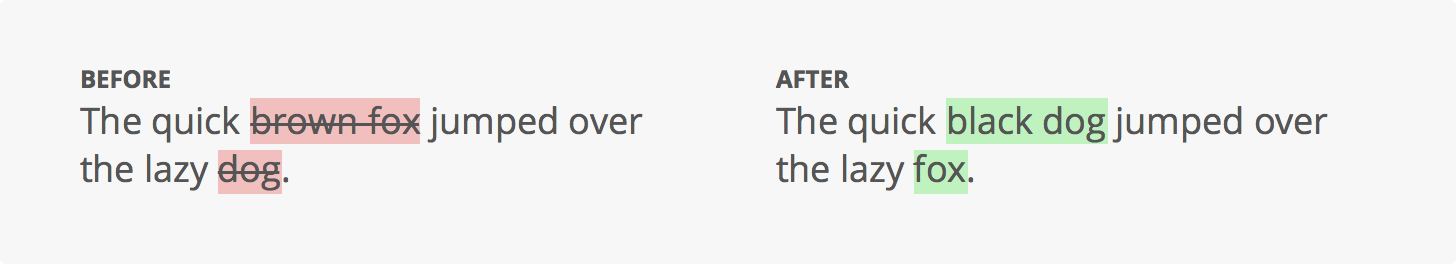 BEFORE
The quick brown fox jumped over
the lazy dog.
AFTER
The quick black dog jumped over
the lazy fox.